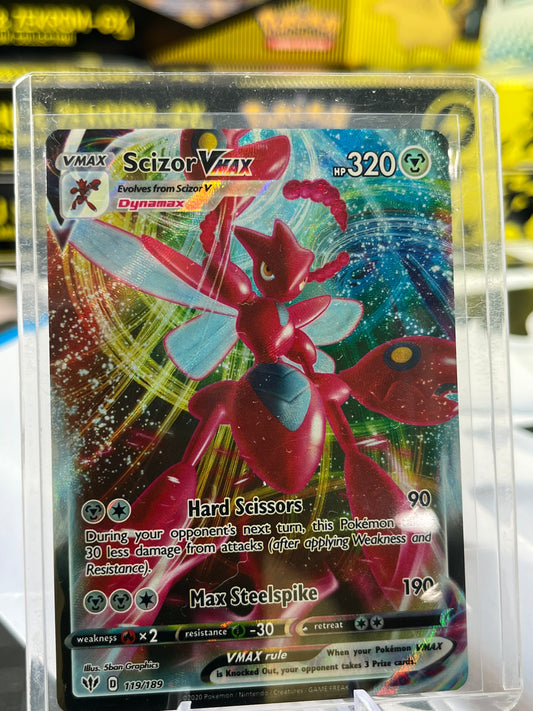 Pokémon
VMAX
Scizor VMAX
HP 320
Evolves from Scizor V
Dynamax
Hard Scissors 90
During your opponent's next turn, this Pokémon
30 less damage from attacks (after applying Weakness and
Resistance).
Max Steelspike 190
weakness ×2 resistance -30 retreat
VMAX rule When your Pokémon VMAX
is Knocked Out, your opponent takes 3 Prize cards.
Illus. 5ban Graphics
D 119/189
©2020 Pokémon / Nintendo / Creatures / GAME FREAK